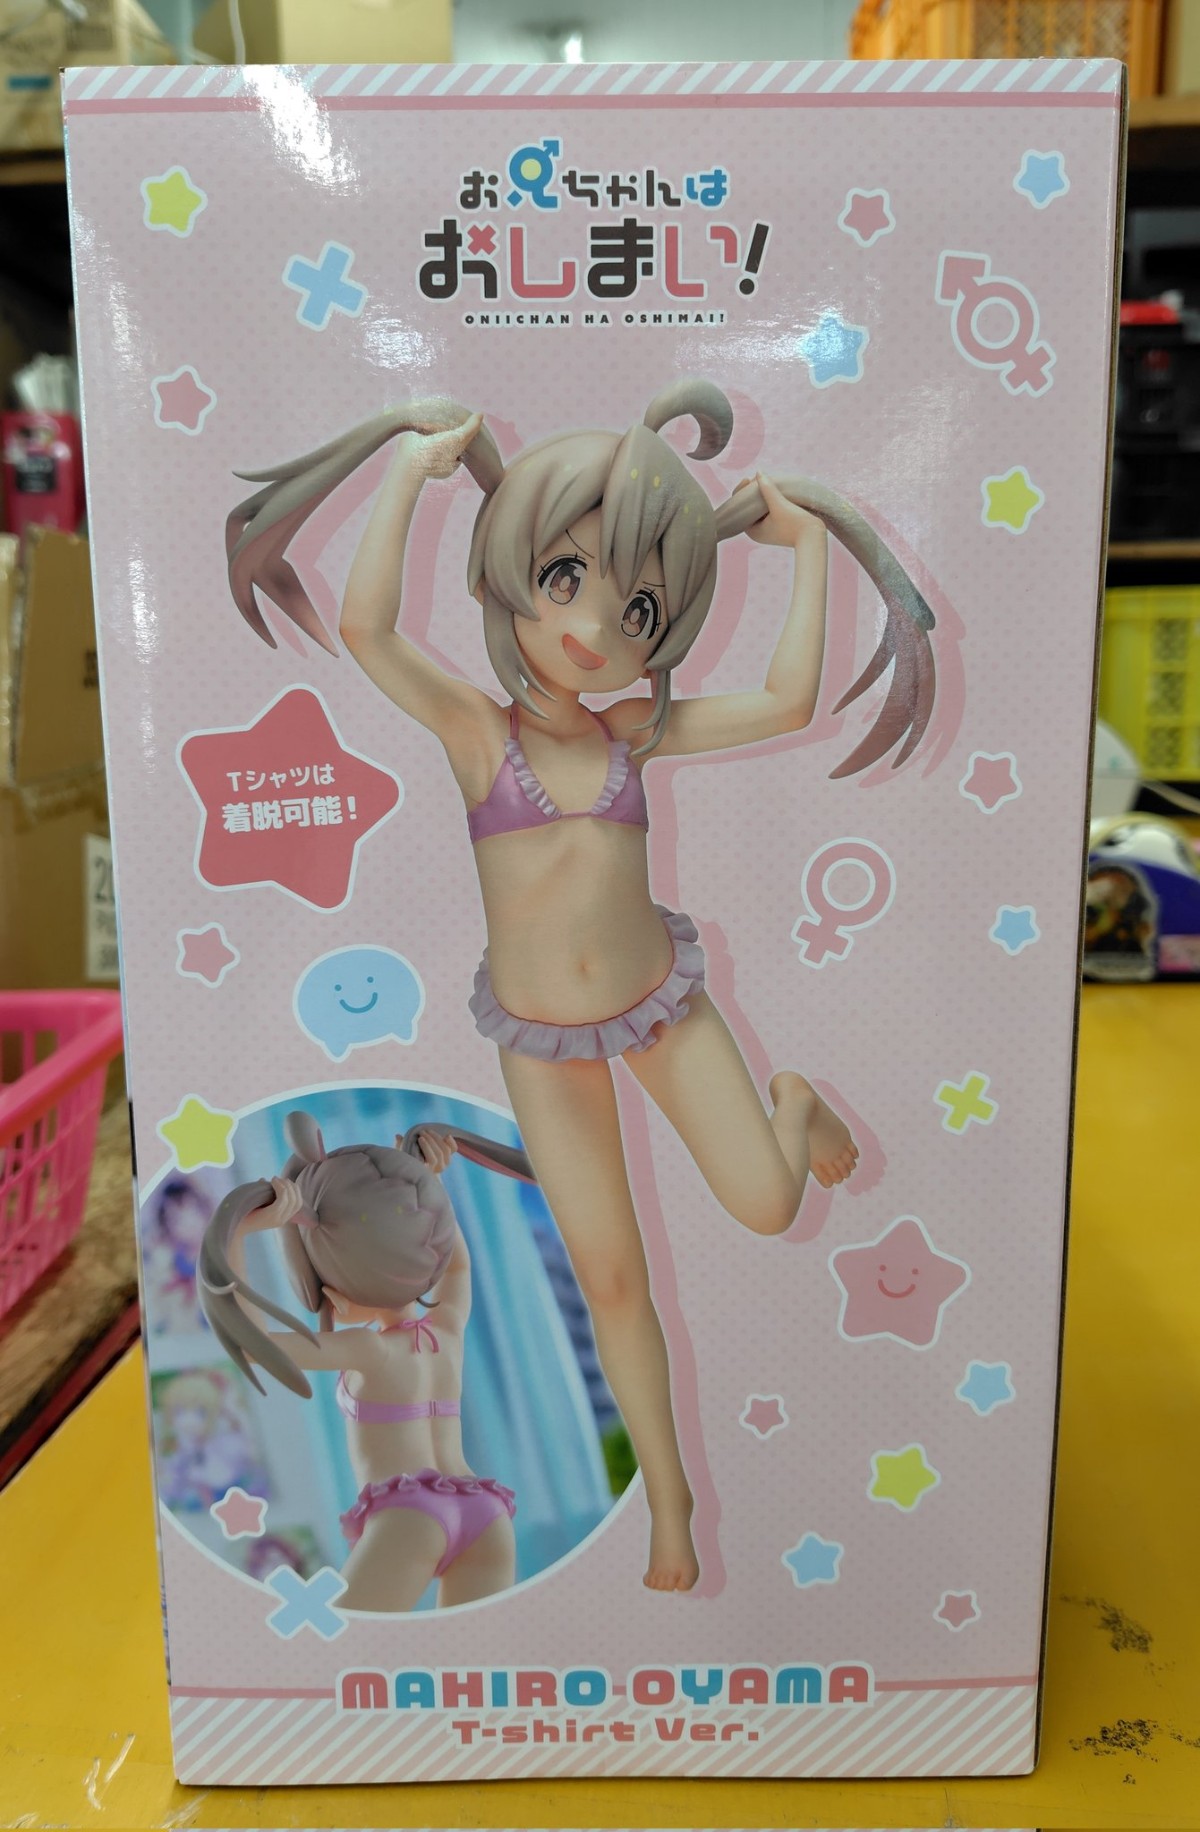 お兄ちゃんは
おしまい!
ONIICHAN HA OSHIMAI!
Tシャツは
着脱可能!
MAHIRO OYAMA
T-shirt Ver.